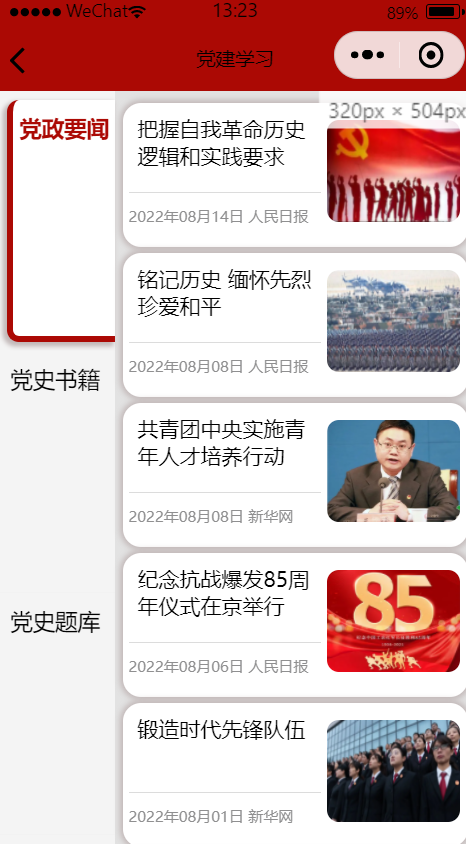 WeChat 13:23 89%
党建学习
320px × 504px
党政要闻
党史书籍
党史题库
把握自我革命历史
逻辑和实践要求
2022年08月14日 人民日报
铭记历史 缅怀先烈
珍爱和平
2022年08月08日 人民日报
共青团中央实施青
年人才培养行动
2022年08月08日 新华网
纪念抗战爆发85周
年仪式在京举行
2022年08月06日 人民日报
85
锻造时代先锋队伍
2022年08月01日 新华网